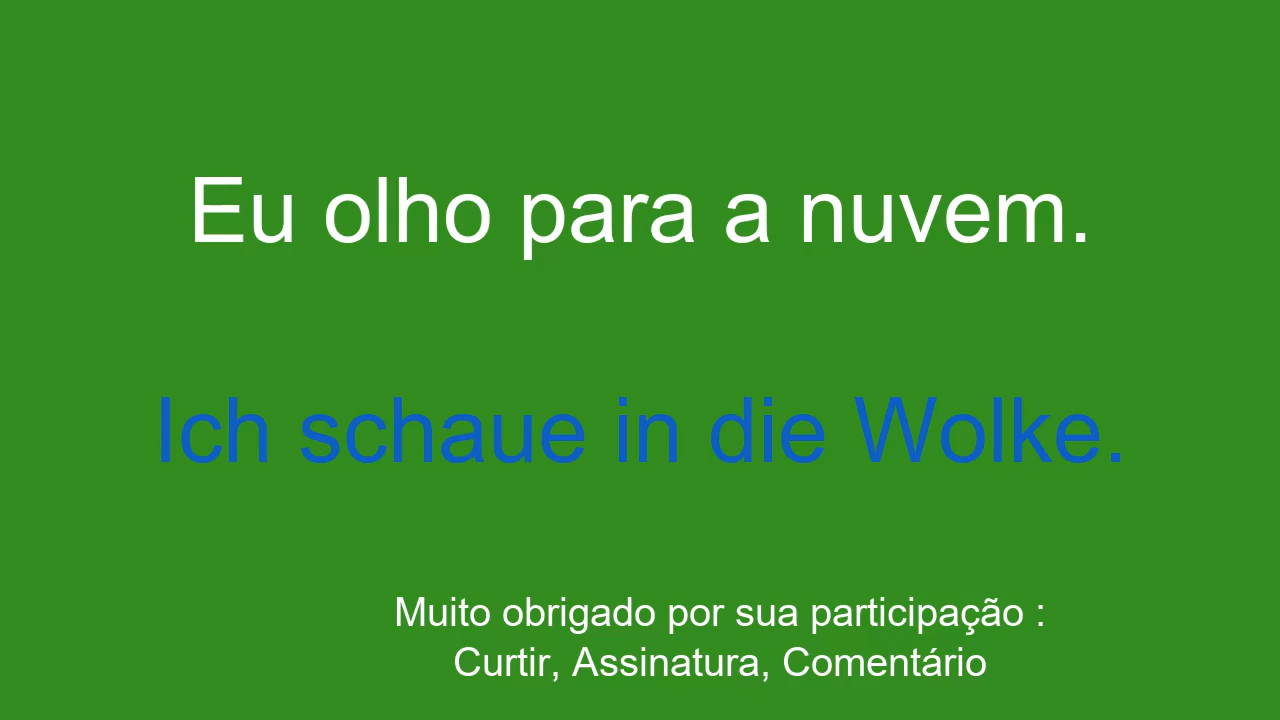 Eu olho para a nuvem.
Ich schaue in die Wolke.
Muito obrigado por sua participação :
Curtir, Assinatura, Comentário